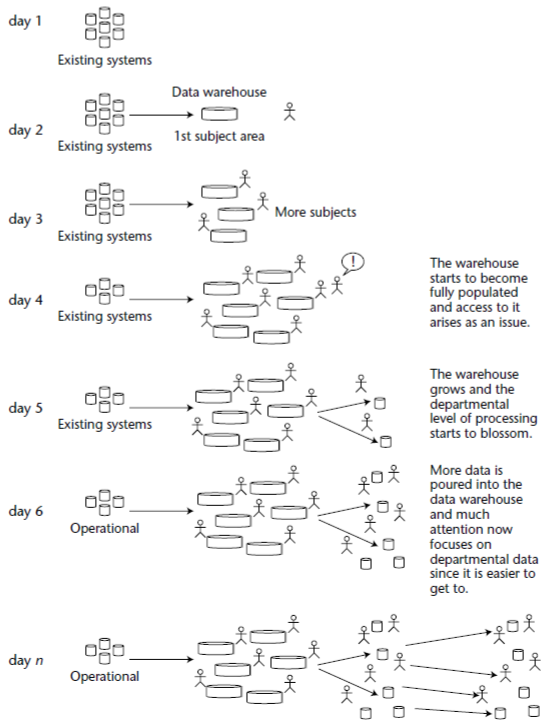 day 1
Existing systems
Data warehouse
day 2
1st subject area
Existing systems
day 3
More subjects
Existing systems
!
day 4
Existing systems
The warehouse
starts to become
fully populated
and access to it
arises as an issue.
day 5
Existing systems
The warehouse
grows and the
departmental
level of processing
starts to blossom.
day 6
Operational
More data is
poured into the
data warehouse
and much
attention now
focuses on
departmental data
since it is easier to
get to.
day n
Operational